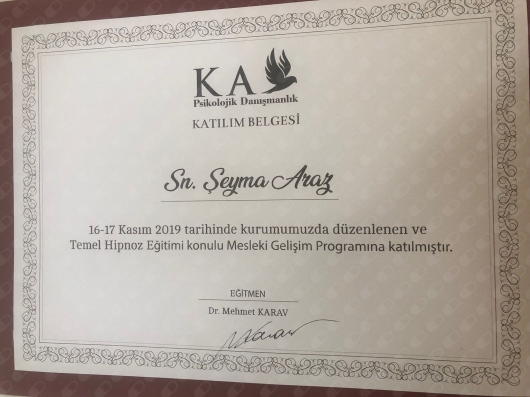 KA
Psikolojik Danışmanlık
KATILIM BELGESİ
Sn. Şeyma Araz
16-17 Kasım 2019 tarihinde kurumumuzda düzenlenen ve
Temel Hipnoz Eğitimi konulu Mesleki Gelişim Programına katılmıştır.
EĞİTMEN
Dr. Mehmet KARAV